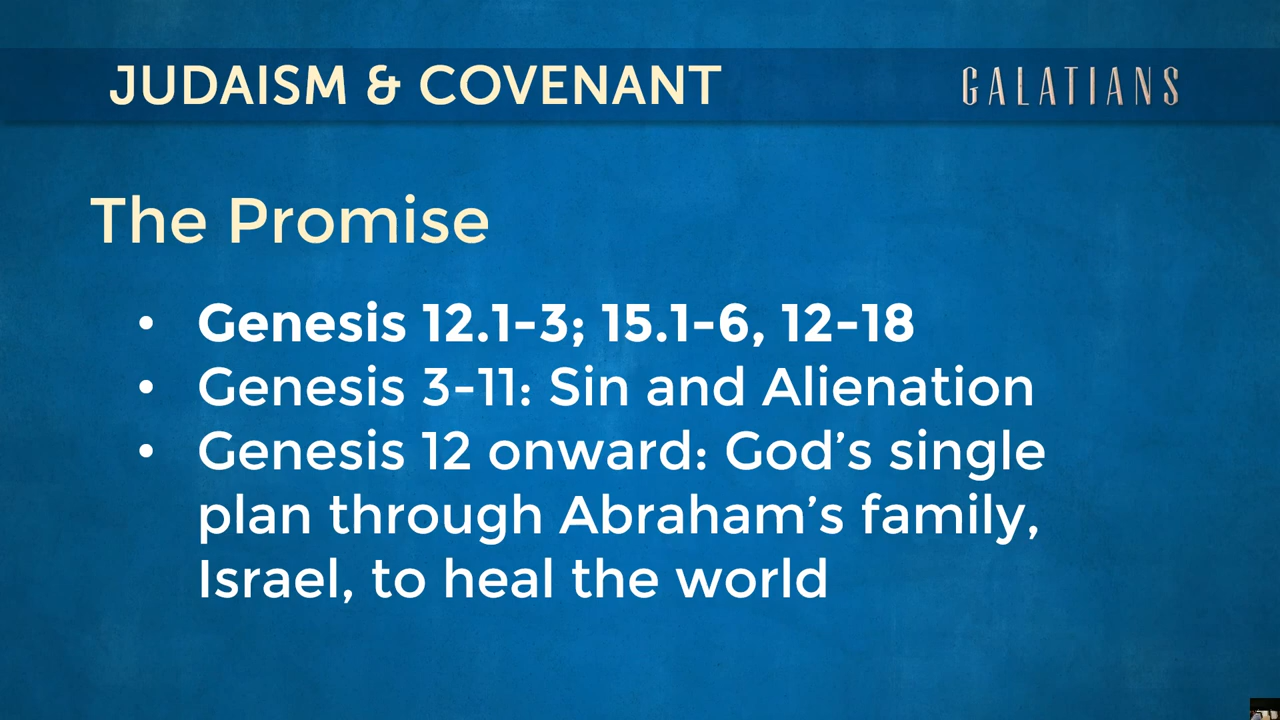 JUDAISM & COVENANT
GALATIANS
The Promise
• Genesis 12.1-3; 15.1-6, 12-18
• Genesis 3-11: Sin and Alienation
• Genesis 12 onward: God’s single
plan through Abraham’s family,
Israel, to heal the world